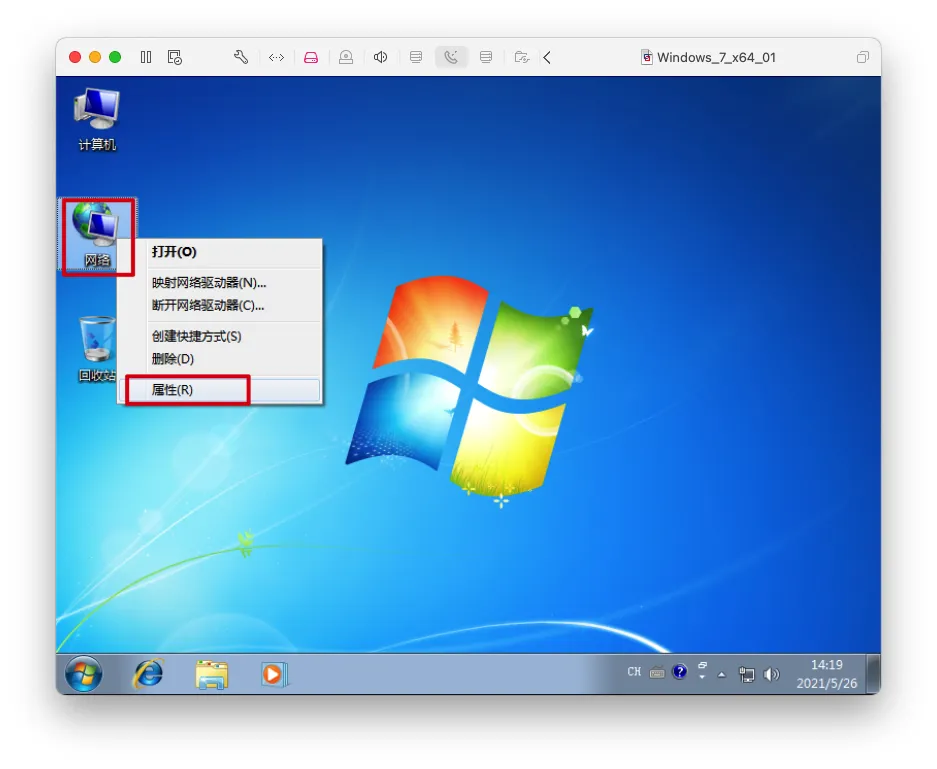 Windows_7_x64_01
计算机
网络
打开(O)
映射网络驱动器(N)...
断开网络驱动器(C)...
创建快捷方式(S)
删除(D)
回收站
属性(R)
CH
14:19
2021/5/26